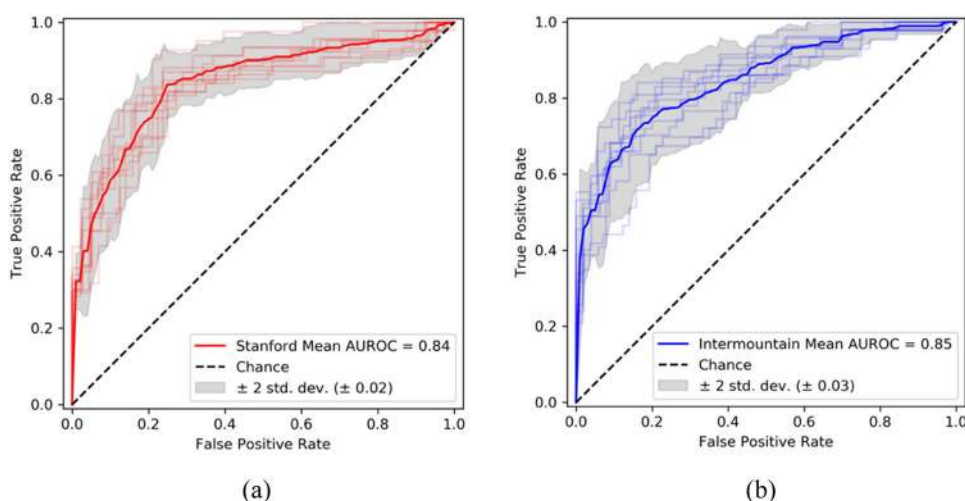 1.0
0.8
0.6
0.4
0.2
0.0
True Positive Rate
Stanford Mean AUROC = 0.84
Chance
± 2 std. dev. (± 0.02)
0.0 0.2 0.4 0.6 0.8 1.0
False Positive Rate
(a)
1.0
0.8
0.6
0.4
0.2
0.0
True Positive Rate
Intermountain Mean AUROC = 0.85
Chance
± 2 std. dev. (± 0.03)
0.0 0.2 0.4 0.6 0.8 1.0
False Positive Rate
(b)